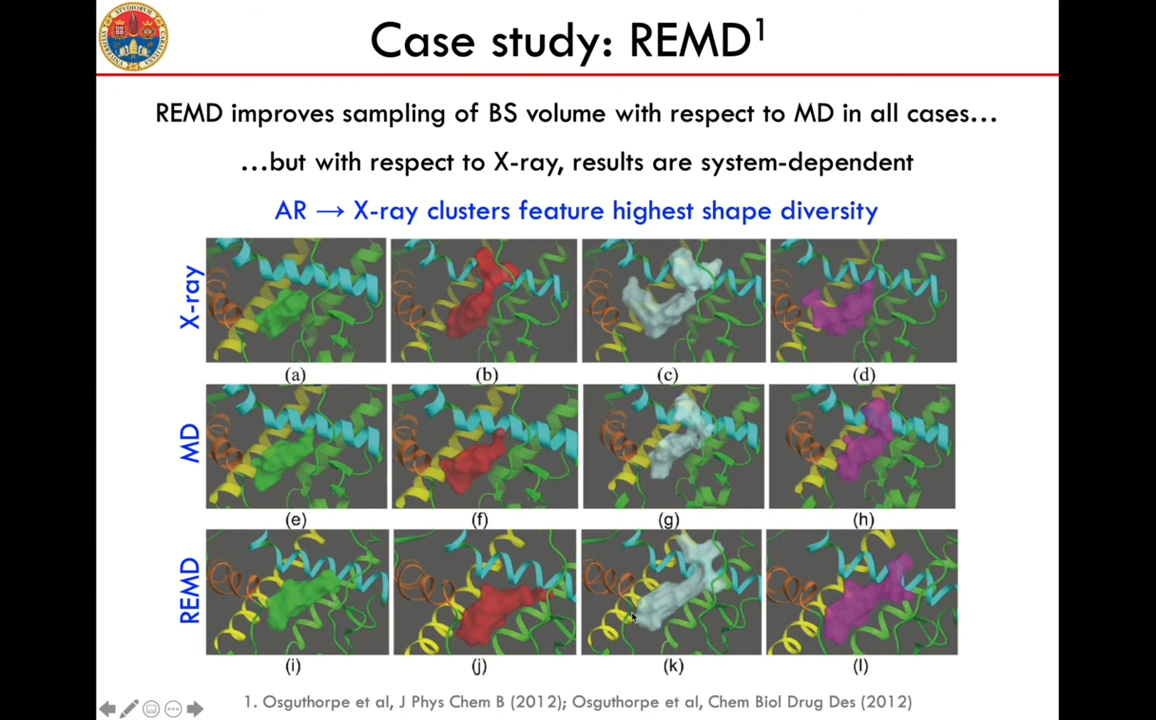 Case study: REMD¹
REMD improves sampling of BS volume with respect to MD in all cases…
…but with respect to X-ray, results are system-dependent
AR → X-ray clusters feature highest shape diversity
X-ray
(a) (b) (c) (d)
MD
(e) (f) (g) (h)
REMD
(i) (j) (k) (l)
1. Osguthorpe et al, J Phys Chem B (2012); Osguthorpe et al, Chem Biol Drug Des (2012)